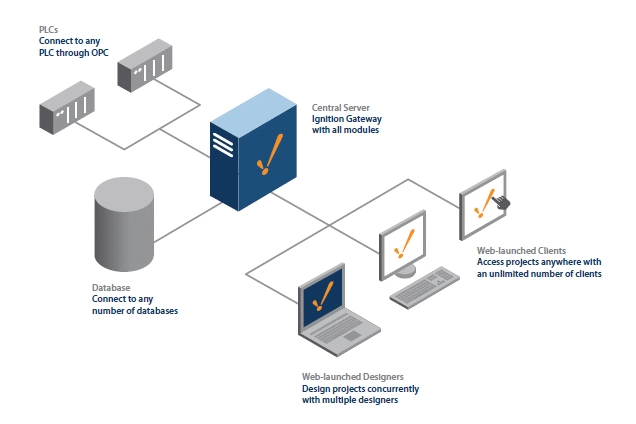 PLCs
Connect to any
PLC through OPC
Central Server
Ignition Gateway
with all modules
Web-launched Clients
Access projects anywhere with
an unlimited number of clients
Database
Connect to any
number of databases
Web-launched Designers
Design projects concurrently
with multiple designers